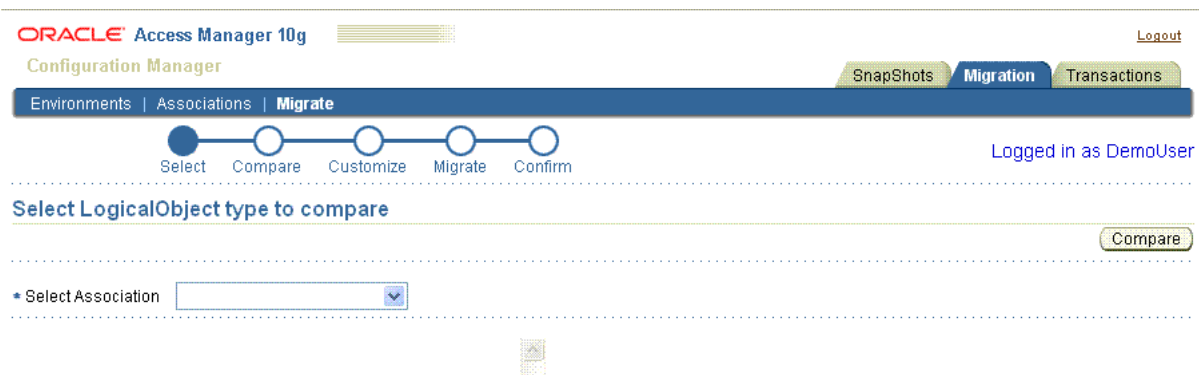 ORACLE Access Manager 10g
Logout
Configuration Manager
SnapShots Migration Transactions
Environments | Associations | Migrate
Select Compare Customize Migrate Confirm
Logged in as DemoUser
Select LogicalObject type to compare
Compare
* Select Association